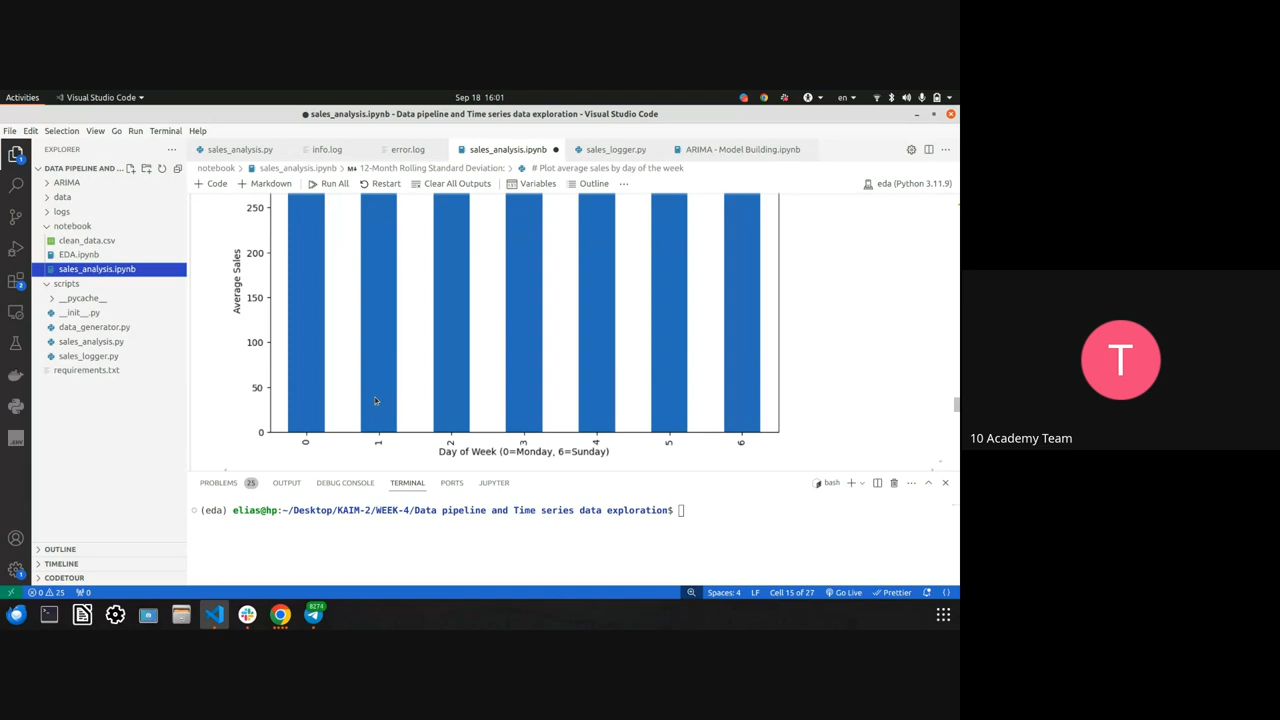 Activities
Visual Studio Code
Sep 18 16:01
en
sales_analysis.ipynb - Data pipeline and Time series data exploration - Visual Studio Code
File Edit Selection View Go Run Terminal Help
EXPLORER
sales_analysis.py
info.log
error.log
sales_analysis.ipynb
sales_logger.py
ARIMA - Model Building.ipynb
DATA PIPELINE AND ...
notebook > sales_analysis.ipynb > 12-Month Rolling Standard Deviation: > # Plot average sales by day of the week
+ Code + Markdown Run All Restart Clear All Outputs Variables Outline ...
eda (Python 3.11.9)
ARIMA
data
logs
notebook
clean_data.csv
EDA.ipynb
sales_analysis.ipynb
scripts
__pycache__
__init__.py
data_generator.py
sales_analysis.py
sales_logger.py
requirements.txt
250
200
150
100
50
0
Average Sales
0 1 2 3 4 5 6
Day of Week (0=Monday, 6=Sunday)
PROBLEMS 25 OUTPUT DEBUG CONSOLE TERMINAL PORTS JUPYTER
bash
(eda) elias@hp:~/Desktop/KAIM-2/WEEK-4/Data pipeline and Time series data exploration$
OUTLINE
TIMELINE
CODETOUR
0 25 0
Spaces: 4 LF Cell 15 of 27 Go Live Prettier
8274
T
10 Academy Team